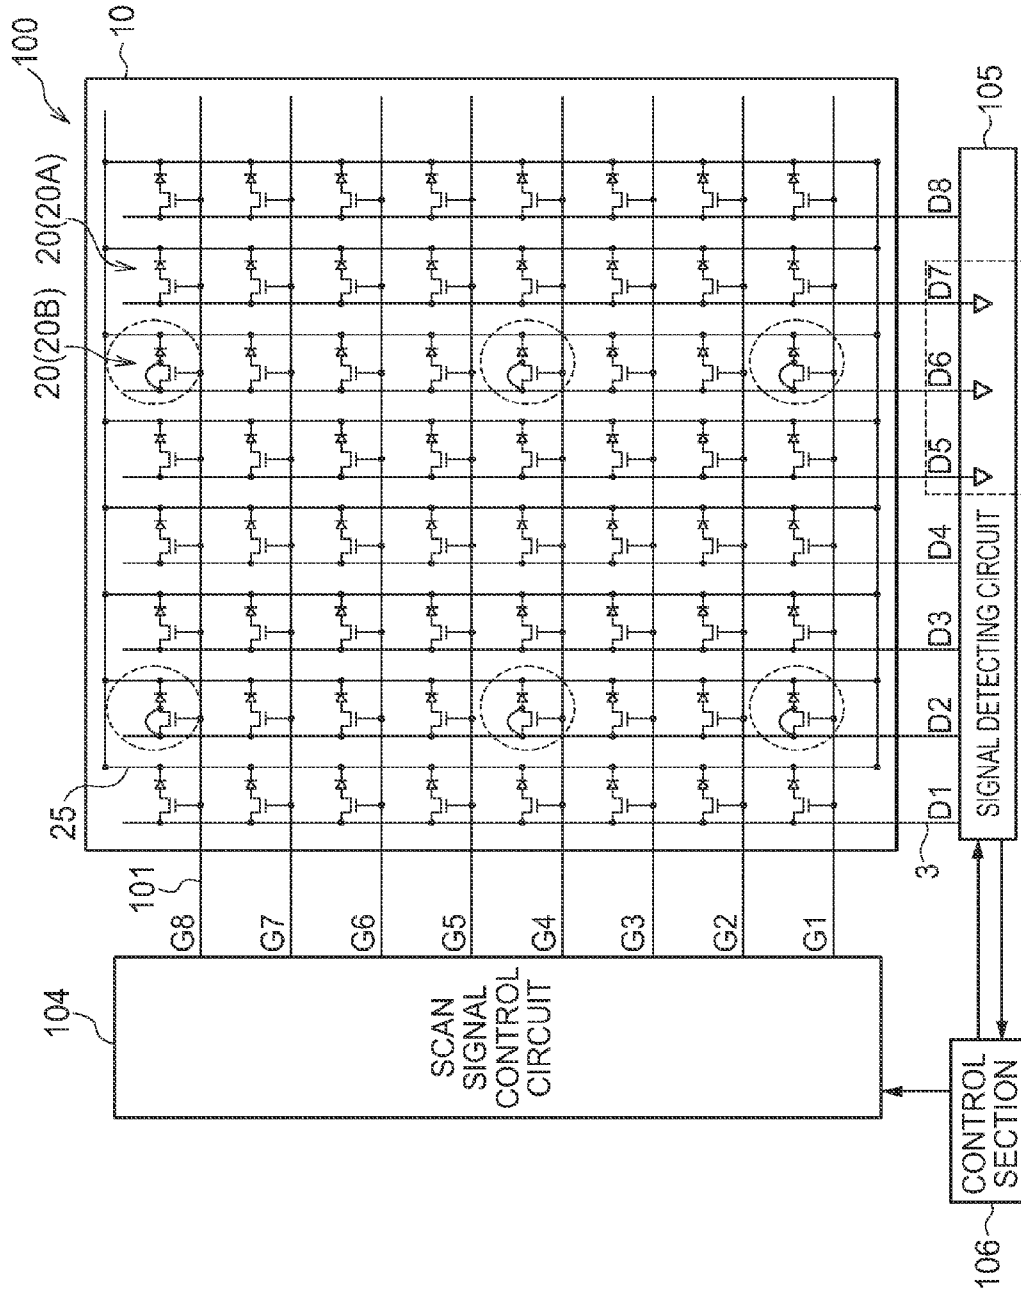 100
10
20(20A)
20(20B)
25
101
104
SCAN
SIGNAL
CONTROL
CIRCUIT
G8
G7
G6
G5
G4
G3
G2
G1
D1
D2
D3
D4
D5
D6
D7
D8
3
105
SIGNAL DETECTING CIRCUIT
CONTROL
SECTION
106